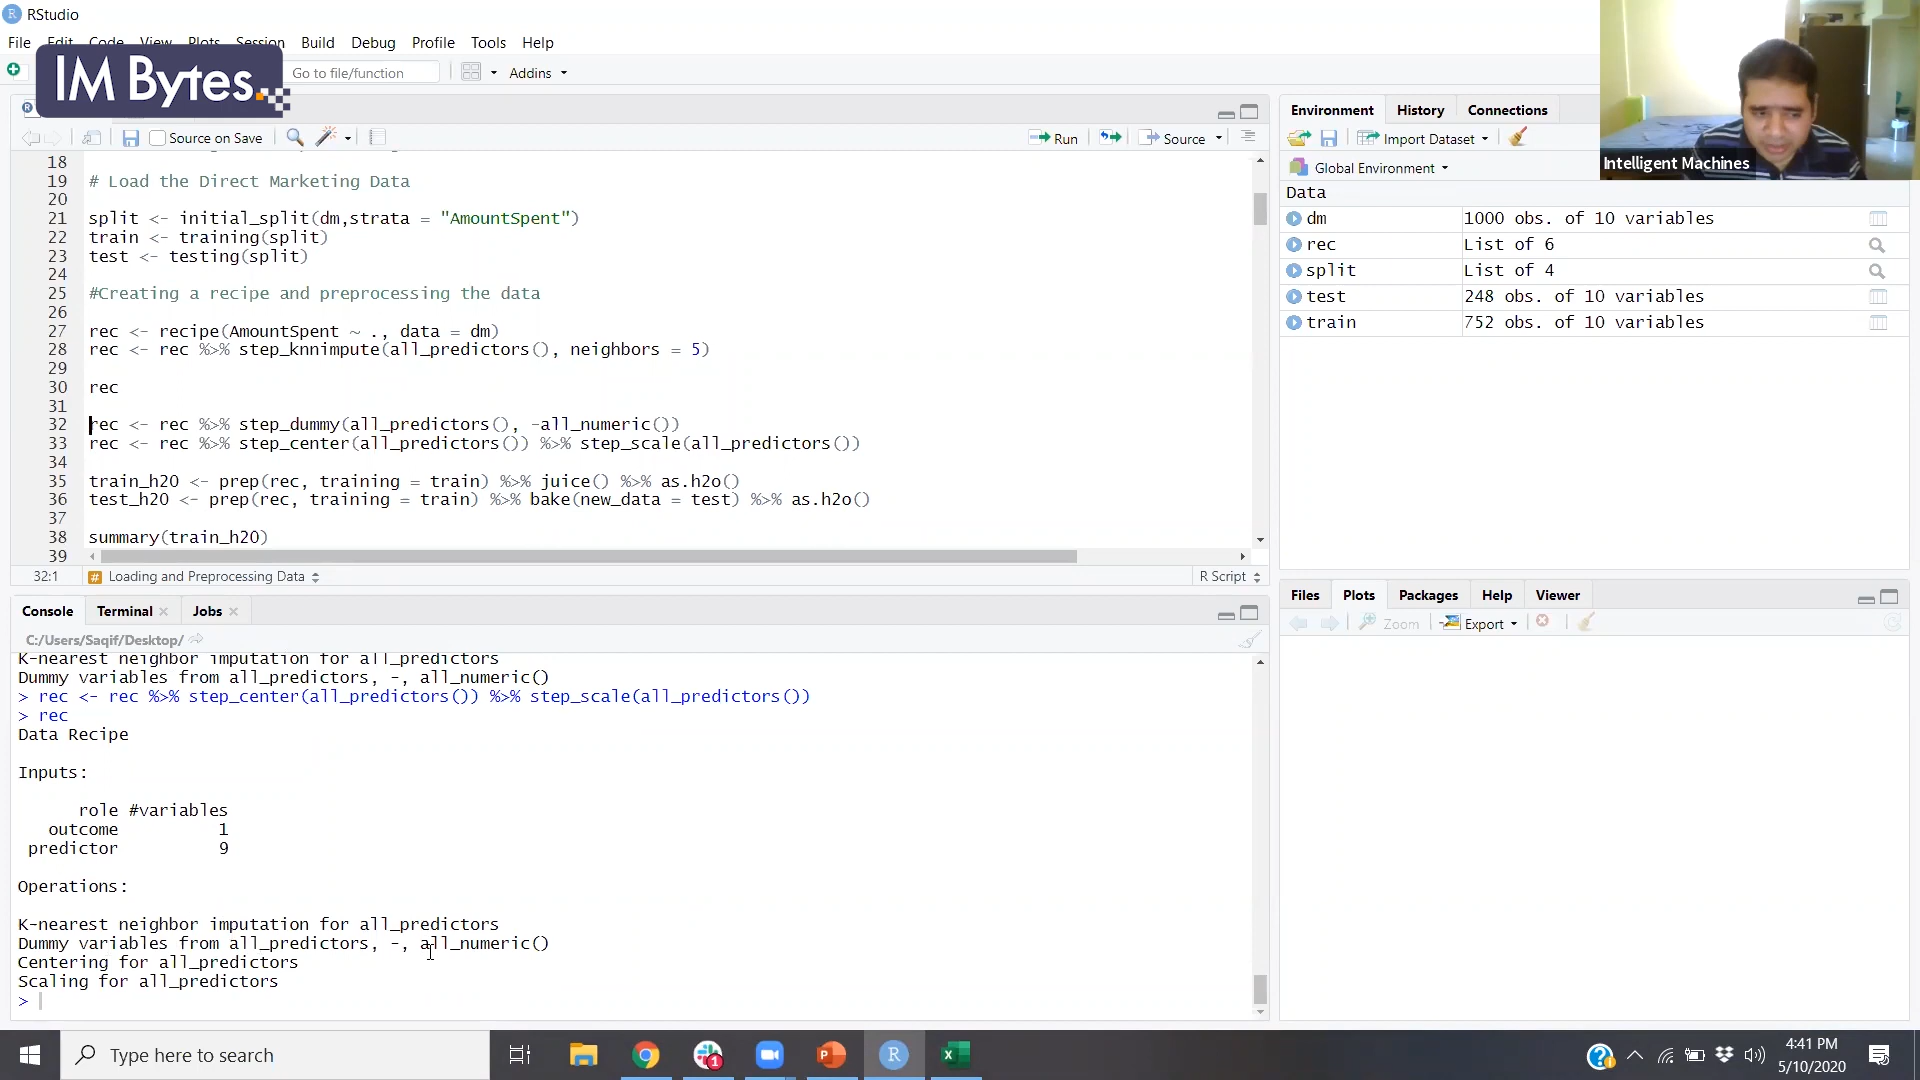 RStudio
File Edit Code View Plots Session Build Debug Profile Tools Help
IM Bytes.
Go to file/function
Addins
Source on Save
Run
Source
18
19 # Load the Direct Marketing Data
20
21 split <- initial_split(dm,strata = "AmountSpent")
22 train <- training(split)
23 test <- testing(split)
24
25 #Creating a recipe and preprocessing the data
26
27 rec <- recipe(AmountSpent ~ ., data = dm)
28 rec <- rec %>% step_knnimpute(all_predictors(), neighbors = 5)
29
30 rec
31
32 rec <- rec %>% step_dummy(all_predictors(), -all_numeric())
33 rec <- rec %>% step_center(all_predictors()) %>% step_scale(all_predictors())
34
35 train_h20 <- prep(rec, training = train) %>% juice() %>% as.h2o()
36 test_h20 <- prep(rec, training = train) %>% bake(new_data = test) %>% as.h2o()
37
38 summary(train_h20)
39
32:1 # Loading and Preprocessing Data R Script
Console Terminal Jobs
C:/Users/Saqif/Desktop/
K-nearest neighbor imputation for all_predictors
Dummy variables from all_predictors, -, all_numeric()
> rec <- rec %>% step_center(all_predictors()) %>% step_scale(all_predictors())
> rec
Data Recipe
Inputs:
role #variables
outcome 1
predictor 9
Operations:
K-nearest neighbor imputation for all_predictors
Dummy variables from all_predictors, -, all_numeric()
Centering for all_predictors
Scaling for all_predictors
>
Environment History Connections
Import Dataset
Global Environment
Data
dm 1000 obs. of 10 variables
rec List of 6
split List of 4
test 248 obs. of 10 variables
train 752 obs. of 10 variables
Intelligent Machines
Files Plots Packages Help Viewer
Zoom Export
Type here to search
1
4:41 PM
5/10/2020